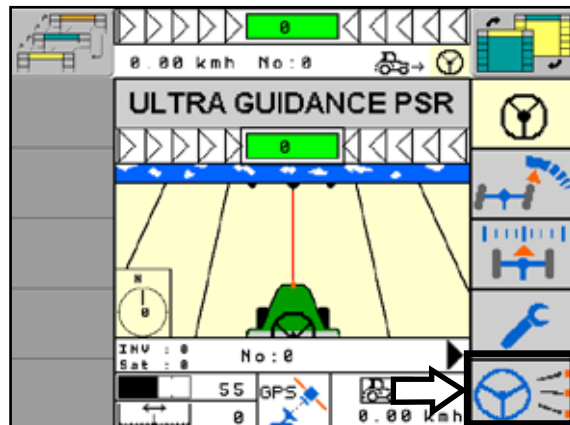 0
0.00 kmh No:0
ULTRA GUIDANCE PSR
0
N
0
INV : 0
Sat : 0
No:0
55
GPS
0
0.00 kmh